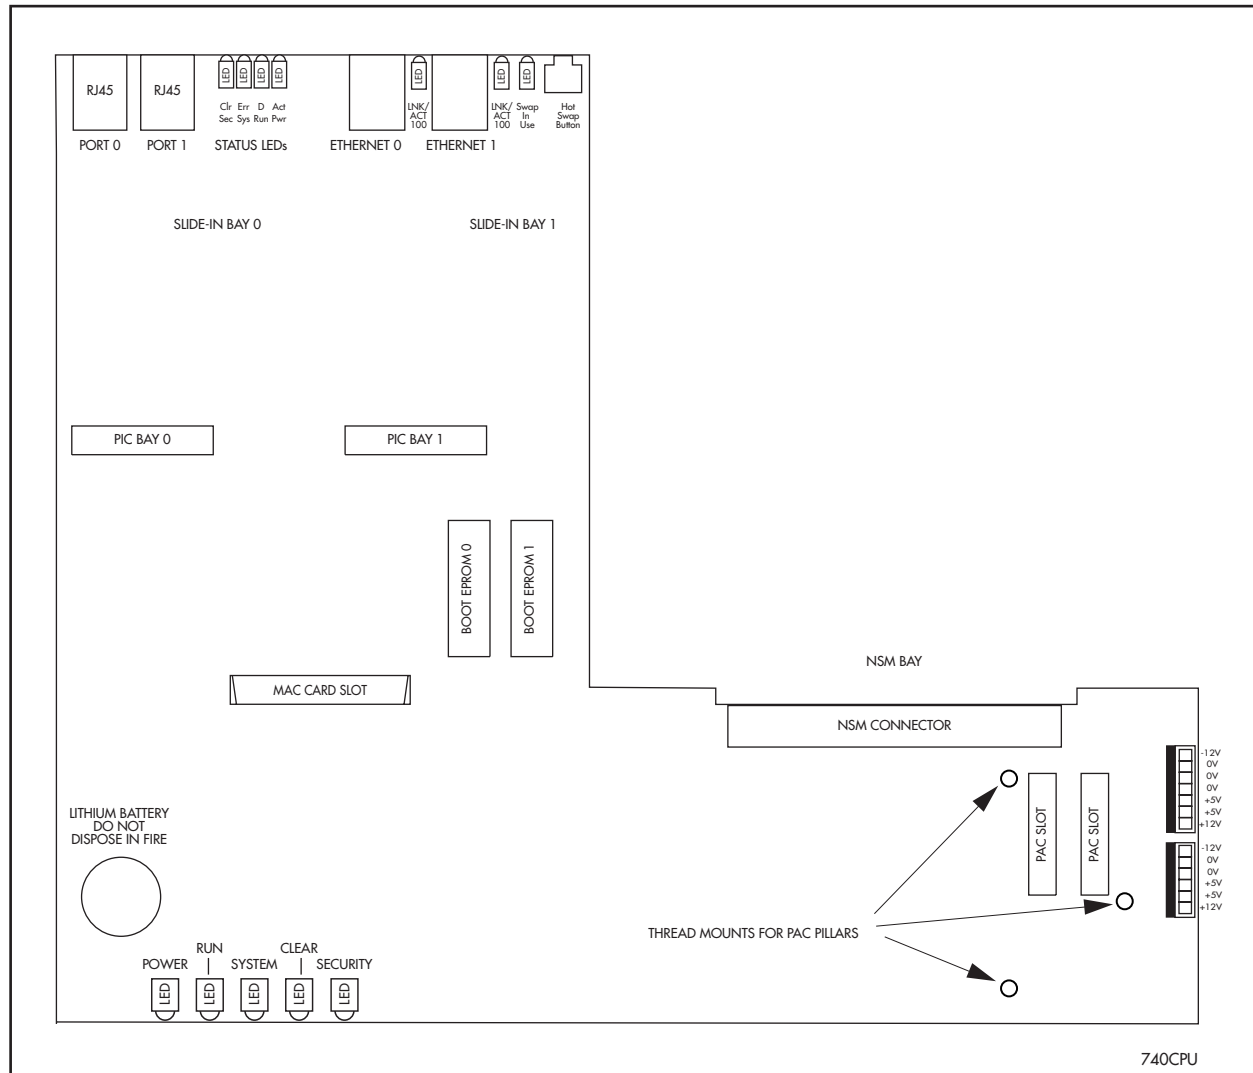 RJ45
RJ45
LED
LED
LED
LED
LED
LED
LED
Clr Err D Act
Sec Sys Run Pwr
LNK/
ACT
100
LNK/
ACT
100
Swap
In
Use
Hot
Swap
Button
PORT 0
PORT 1
STATUS LEDs
ETHERNET 0
ETHERNET 1
SLIDE-IN BAY 0
SLIDE-IN BAY 1
PIC BAY 0
PIC BAY 1
BOOT EPROM 0
BOOT EPROM 1
NSM BAY
MAC CARD SLOT
NSM CONNECTOR
-12V
0V
0V
0V
+5V
+5V
+12V
PAC SLOT
PAC SLOT
LITHIUM BATTERY
DO NOT
DISPOSE IN FIRE
-12V
0V
0V
+5V
+5V
+12V
THREAD MOUNTS FOR PAC PILLARS
POWER
RUN
SYSTEM
CLEAR
SECURITY
LED
LED
LED
LED
LED
740CPU